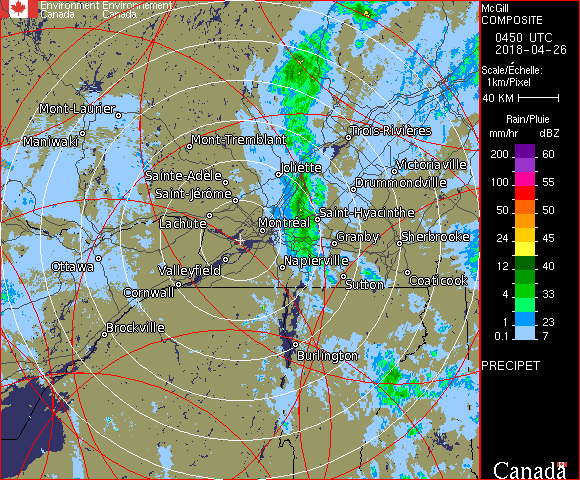 Environment Environnement
Canada Canada
Mont-Laurier
Maniwaki
Mont-Tremblant
Trois-Rivières
Sainte-Adèle
Joliette
Victoriaville
Saint-Jérôme
Drummondville
Lachute
Montréal
Saint-Hyacinthe
Granby
Sherbrooke
Ottawa
Valleyfield
Napierville
Cornwall
Sutton
Coaticook
Brockville
Burlington
McGill
COMPOSITE
0450 UTC
2018-04-26
Scale/Échelle:
1km/Pixel
40 KM
Rain/Pluie
mm/hr dBZ
200 60
100 55
50 50
24 45
12 40
4 33
1 23
0.1 7
PRECIPET
Canada